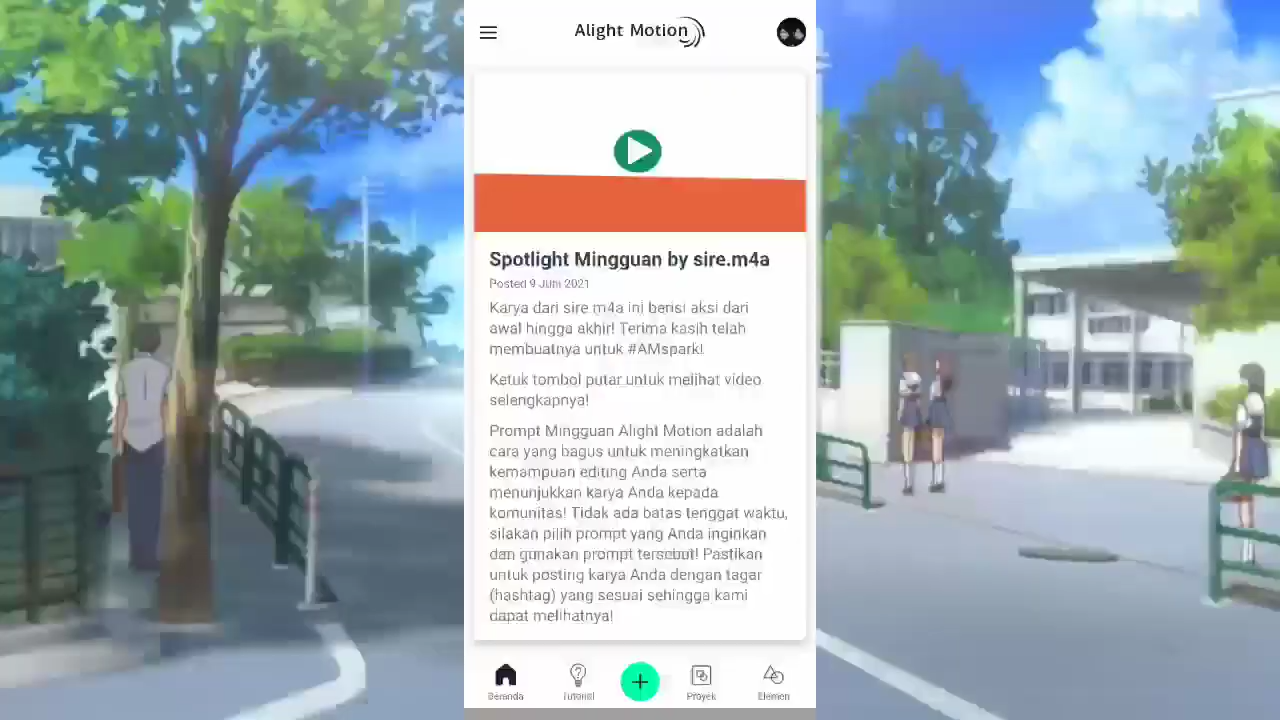 Alight Motion
Spotlight Mingguan by sire.m4a
Posted 9 Juni 2021
Karya dari sire.m4a ini berisi aksi dari
awal hingga akhir! Terima kasih telah
membuatnya untuk #AMspark!
Ketuk tombol putar untuk melihat video
selengkapnya!
Prompt Mingguan Alight Motion adalah
cara yang bagus untuk meningkatkan
kemampuan editing Anda serta
menunjukkan karya Anda kepada
komunitas! Tidak ada batas tenggat waktu,
silakan pilih prompt yang Anda inginkan
dan gunakan prompt tersebut! Pastikan
untuk posting karya Anda dengan tagar
(hashtag) yang sesuai sehingga kami
dapat melihatnya!
Beranda Tutorial Proyek Elemen